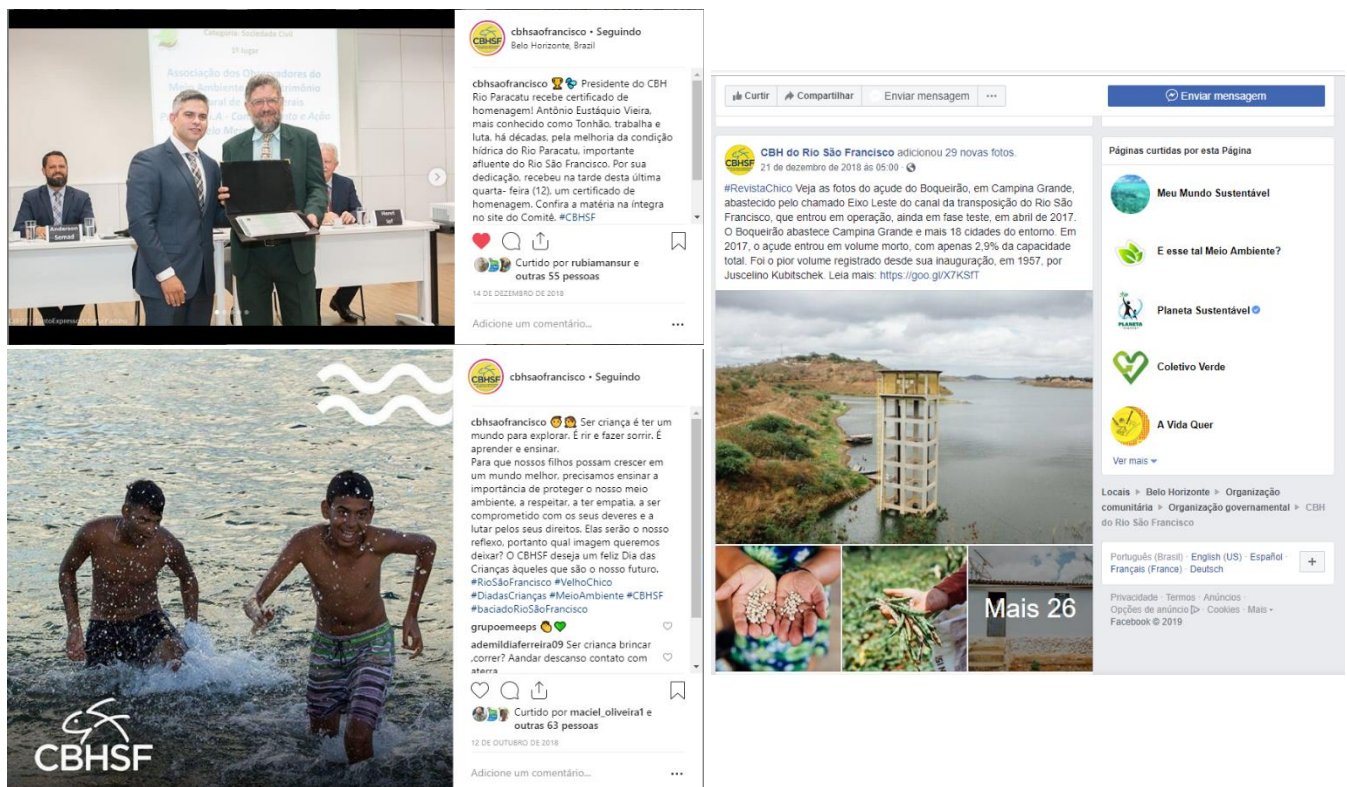 Categoria: Sociedade Civil
2º lugar
Associação dos Observadores do
Anderson
Semad
Henri
CBHSF
cbhsaofrancisco • Seguindo
Belo Horizonte, Brazil
cbhsaofrancisco 🏆👏 Presidente do CBH
Rio Paracatu recebe certificado de
homenagem! Antônio Eustáquio Vieira,
mais conhecido como Tonhão, trabalha e
luta, há décadas, pela melhoria da condição
hídrica do Rio Paracatu, importante
afluente do Rio São Francisco. Por sua
dedicação, recebeu na tarde desta última
quarta- feira (12), um certificado de
homenagem. Confira a matéria na íntegra
no site do Comitê. #CBHSF
Curtido por rubiamansur e
outras 55 pessoas
14 DE DEZEMBRO DE 2018
Adicione um comentário...
CBHSF
CBHSF
cbhsaofrancisco • Seguindo
cbhsaofrancisco 👦👧 Ser criança é ter um
mundo para explorar. É rir e fazer sorrir. É
aprender e ensinar.
Para que nossos filhos possam crescer em
um mundo melhor, precisamos ensinar a
importância de proteger o nosso meio
ambiente, a respeitar, a ter empatia, a ser
comprometido com os seus deveres e a
lutar pelos seus direitos. Elas serão o nosso
reflexo, portanto qual imagem queremos
deixar? O CBHSF deseja um feliz Dia das
Crianças àqueles que são o nosso futuro.
#RioSãoFrancisco #VelhoChico
#DiadasCrianças #MeioAmbiente #CBHSF
#baciadoRioSãoFrancisco
grupoemeeps 👏💚
ademildiaferreira09 Ser crianca brincar
.correr? Aandar descanso contato com
aterra
Curtido por maciel_oliveira1 e
outras 63 pessoas
12 DE OUTUBRO DE 2018
Adicione um comentário...
Curtir Compartilhar Enviar mensagem ...
Enviar mensagem
CBHSF
CBH do Rio São Francisco adicionou 29 novas fotos.
21 de dezembro de 2018 às 05:00 ·
#RevistaChico Veja as fotos do açude do Boqueirão, em Campina Grande,
abastecido pelo chamado Eixo Leste do canal da transposição do Rio São
Francisco, que entrou em operação, ainda em fase teste, em abril de 2017.
O Boqueirão abastece Campina Grande e mais 18 cidades do entorno. Em
2017, o açude entrou em volume morto, com apenas 2,9% da capacidade
total. Foi o pior volume registrado desde sua inauguração, em 1957, por
Juscelino Kubitschek. Leia mais: https://goo.gl/X7KSfT
Mais 26
Páginas curtidas por esta Página
Meu Mundo Sustentável
E esse tal Meio Ambiente?
PLANETA
Planeta Sustentável
Coletivo Verde
A Vida Quer
Ver mais
Locais Belo Horizonte Organização
comunitária Organização governamental CBH
do Rio São Francisco
Português (Brasil) · English (US) · Español ·
Français (France) · Deutsch
Privacidade · Termos · Anúncios ·
Opções de anúncio · Cookies · Mais
Facebook © 2019